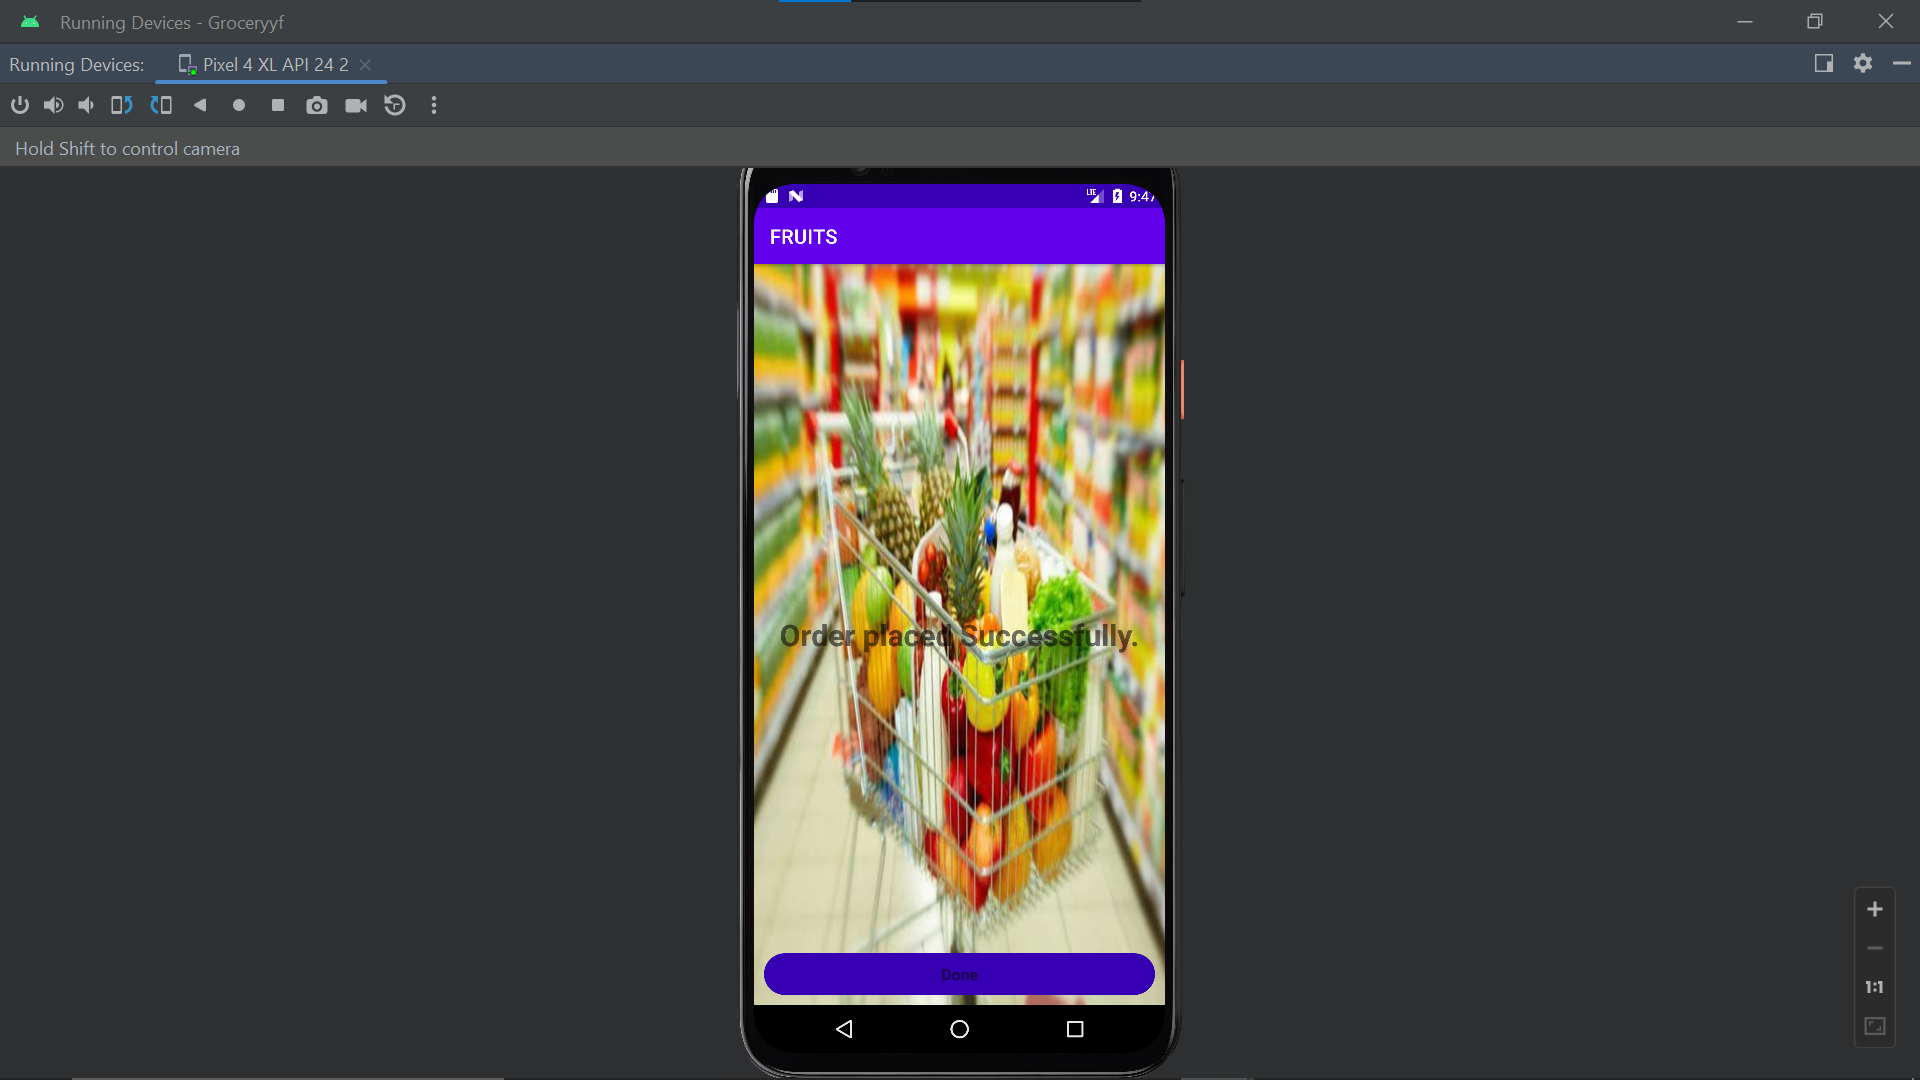 Running Devices - Groceryyf
Running Devices:
Pixel 4 XL API 24 2
Hold Shift to control camera
LTE
9:47
FRUITS
Order placed Successfully.
Done
1:1